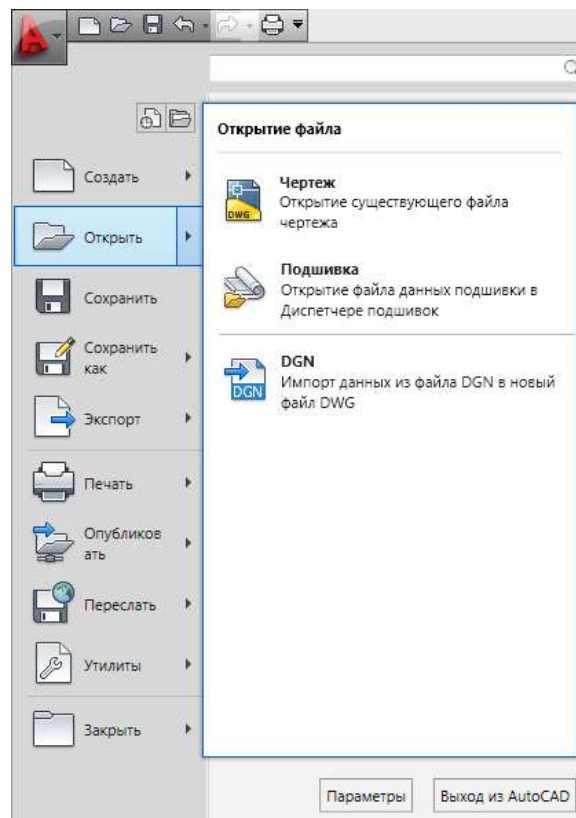 Открытие файла
Создать
Открыть
Сохранить
Сохранить
как
Экспорт
Печать
Опубликов
ать
Переслать
Утилиты
Закрыть
Чертеж
Открытие существующего файла
чертежа
DWG
Подшивка
Открытие файла данных подшивки в
Диспетчере подшивок
DGN
Импорт данных из файла DGN в новый
файл DWG
DGN
Параметры
Выход из AutoCAD